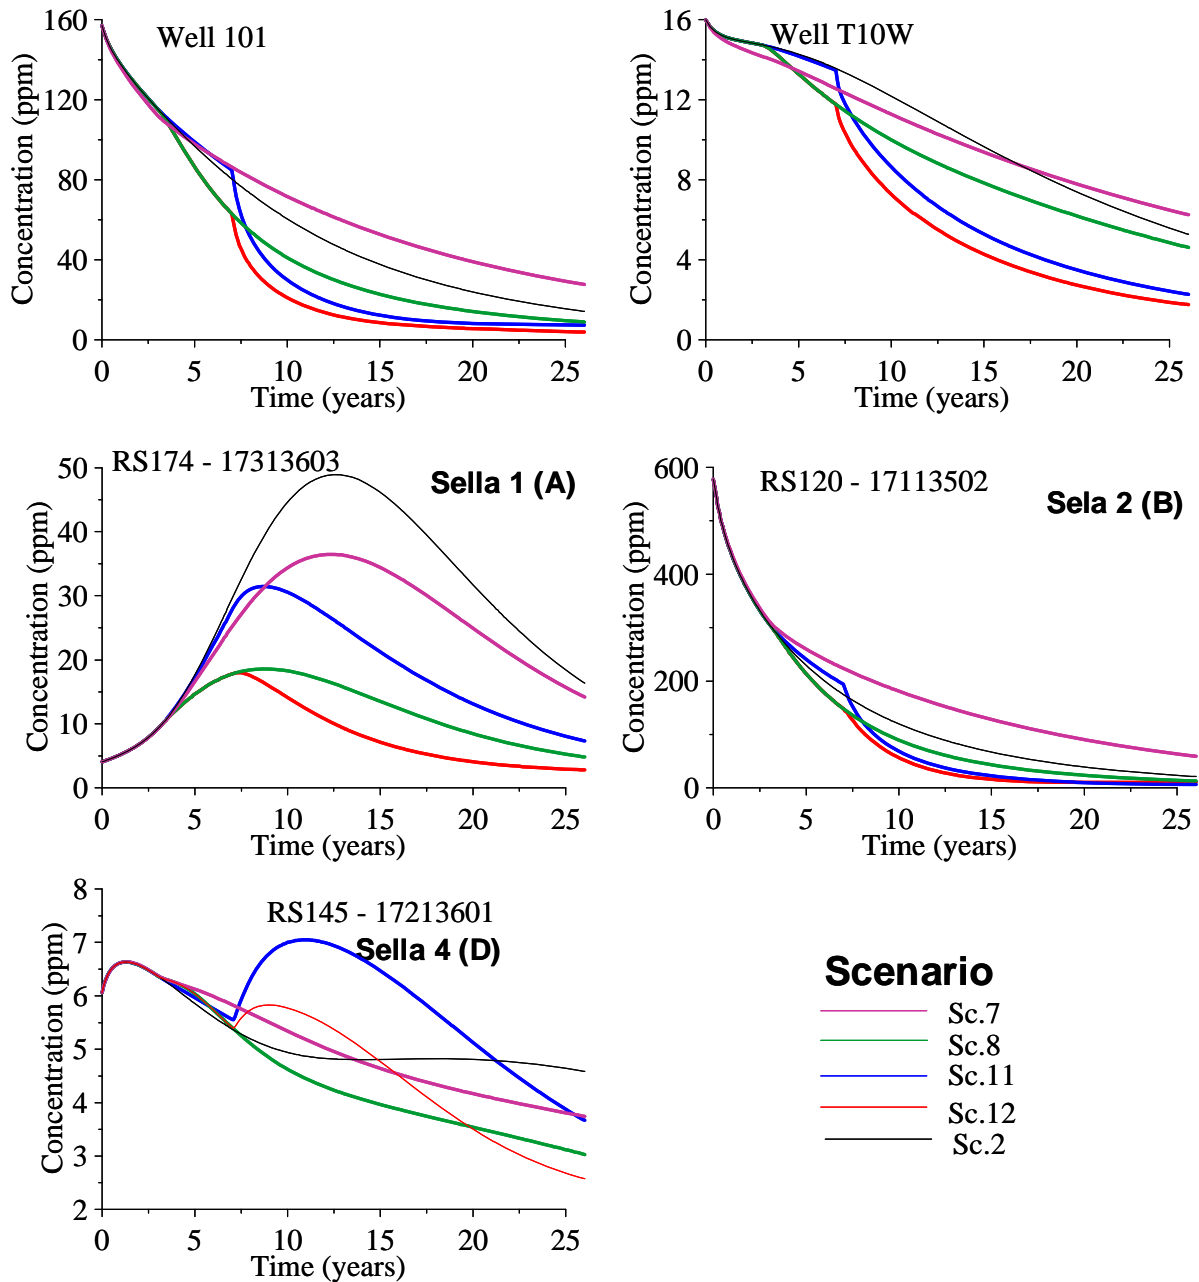 Well 101
Concentration (ppm)
160
120
80
40
0
0 5 10 15 20 25
Time (years)
Well T10W
Concentration (ppm)
16
12
8
4
0
0 5 10 15 20 25
Time (years)
RS174 - 17313603
Sella 1 (A)
Concentration (ppm)
50
40
30
20
10
0
0 5 10 15 20 25
Time (years)
RS120 - 17113502
Sela 2 (B)
Concentration (ppm)
600
400
200
0
0 5 10 15 20 25
Time (years)
RS145 - 17213601
Sella 4 (D)
Concentration (ppm)
8
7
6
5
4
3
2
0 5 10 15 20 25
Time (years)
Scenario
Sc.7
Sc.8
Sc.11
Sc.12
Sc.2